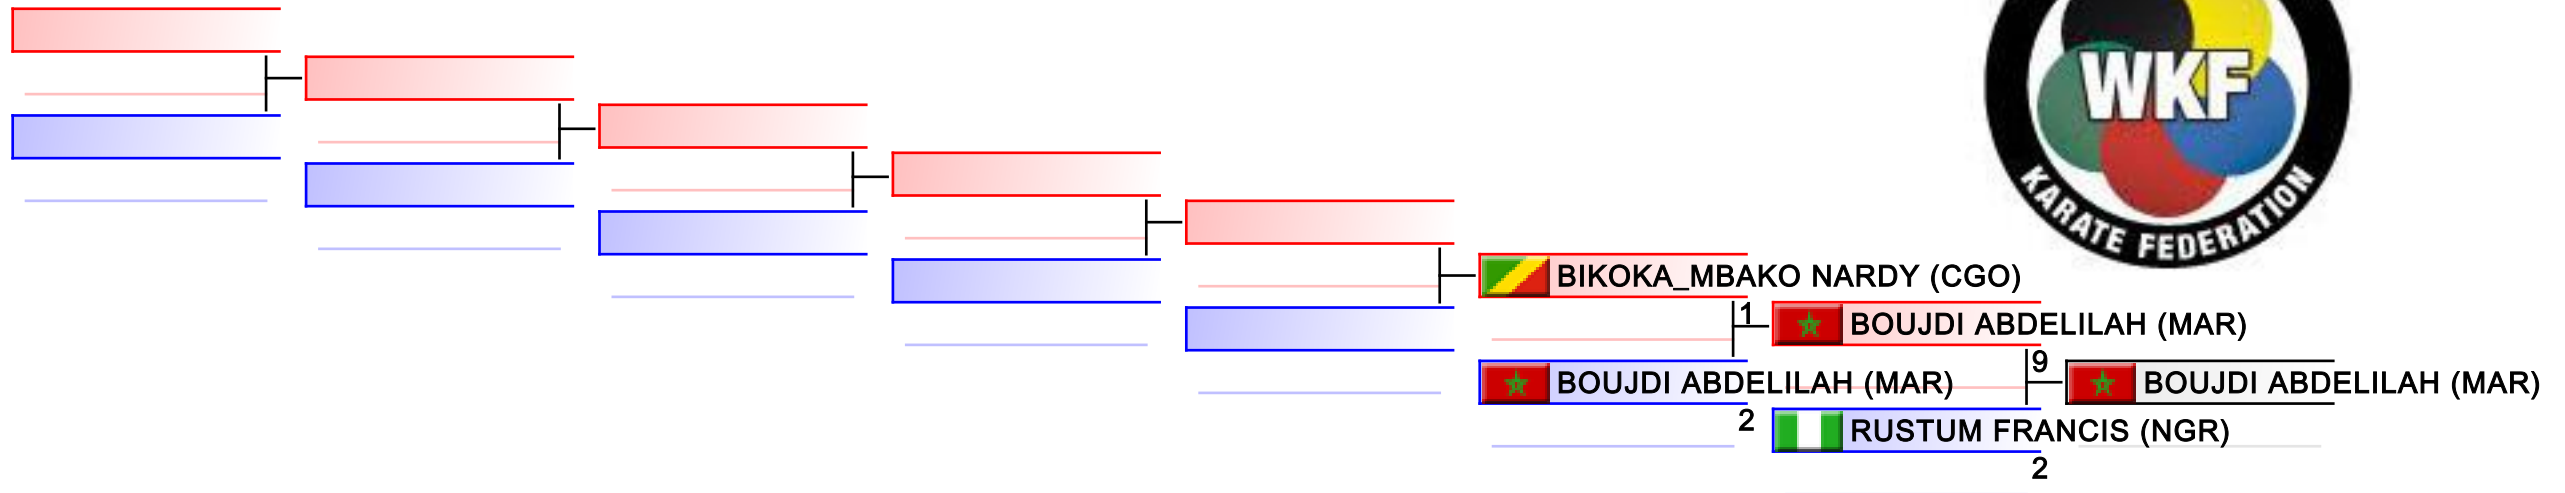 WKF
KARATE FEDERATION
BIKOKA_MBAKO NARDY (CGO)
1
BOUJDI ABDELILAH (MAR)
BOUJDI ABDELILAH (MAR)
2
9
BOUJDI ABDELILAH (MAR)
RUSTUM FRANCIS (NGR)
2